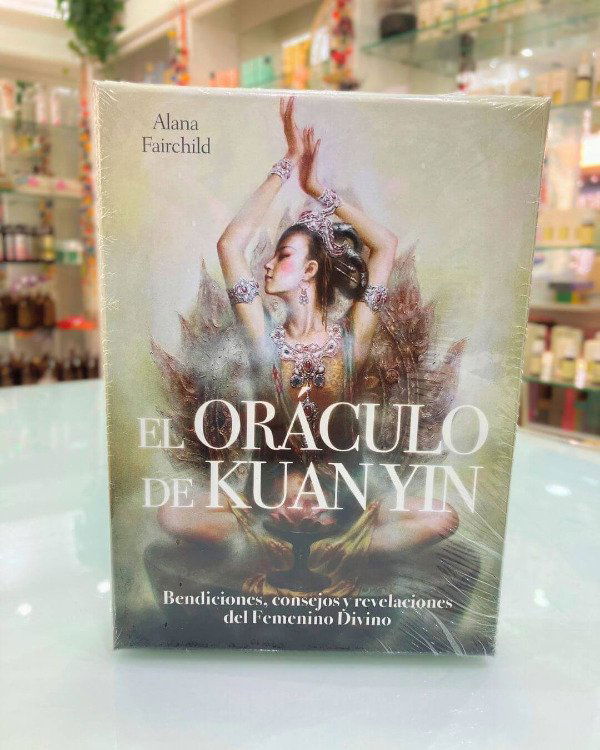 Alana
Fairchild
EL ORÁCULO
DE KUAN YIN
Bendiciones, consejos y revelaciones
del Femenino Divino